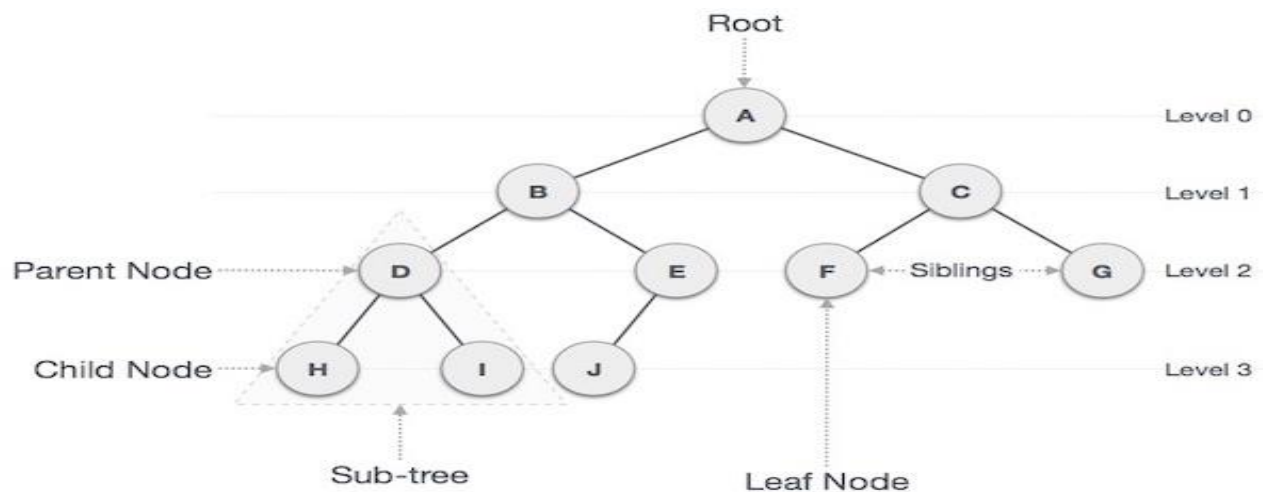 Root
A
Level 0
B
C
Level 1
Parent Node
D
E
F
Siblings
G
Level 2
Child Node
H
I
J
Level 3
Sub-tree
Leaf Node